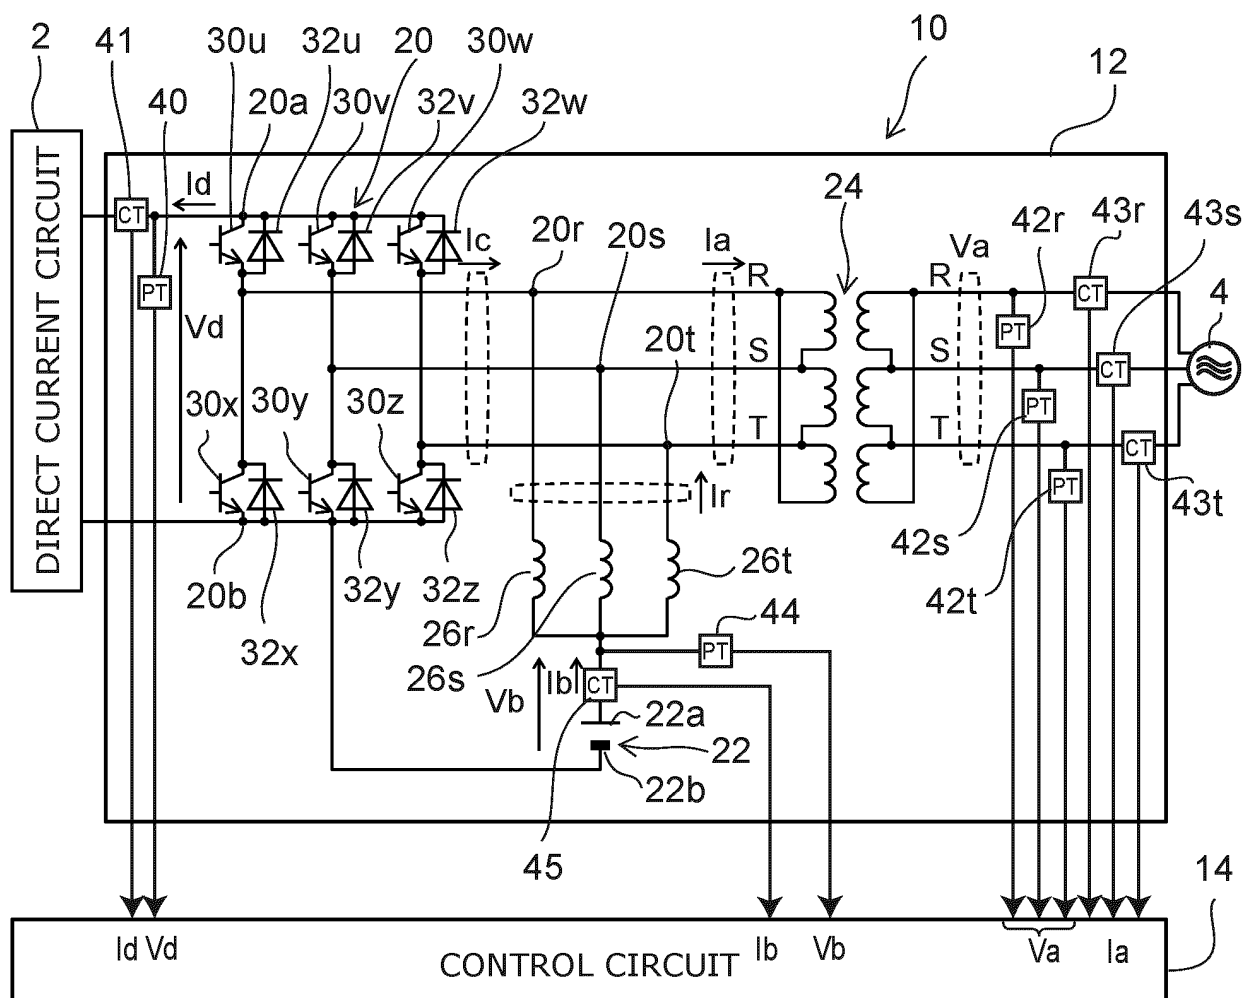 2
41
30u
32u
20
30w
10
12
40
20a
30v
32v
32w
DIRECT CURRENT CIRCUIT
CT
Id
PT
Vd
Ic
20r
20s
Ia
24
Va
42r
43r
43s
R
R
CT
4
PT
S
S
CT
20t
PT
T
T
CT
30x
30y
30z
Ir
PT
43t
42s
42t
20b
32x
32y
32z
26r
26s
26t
44
PT
Vb
Ib
CT
22a
22
22b
45
14
Id
Vd
Ib
Vb
Va
Ia
CONTROL CIRCUIT